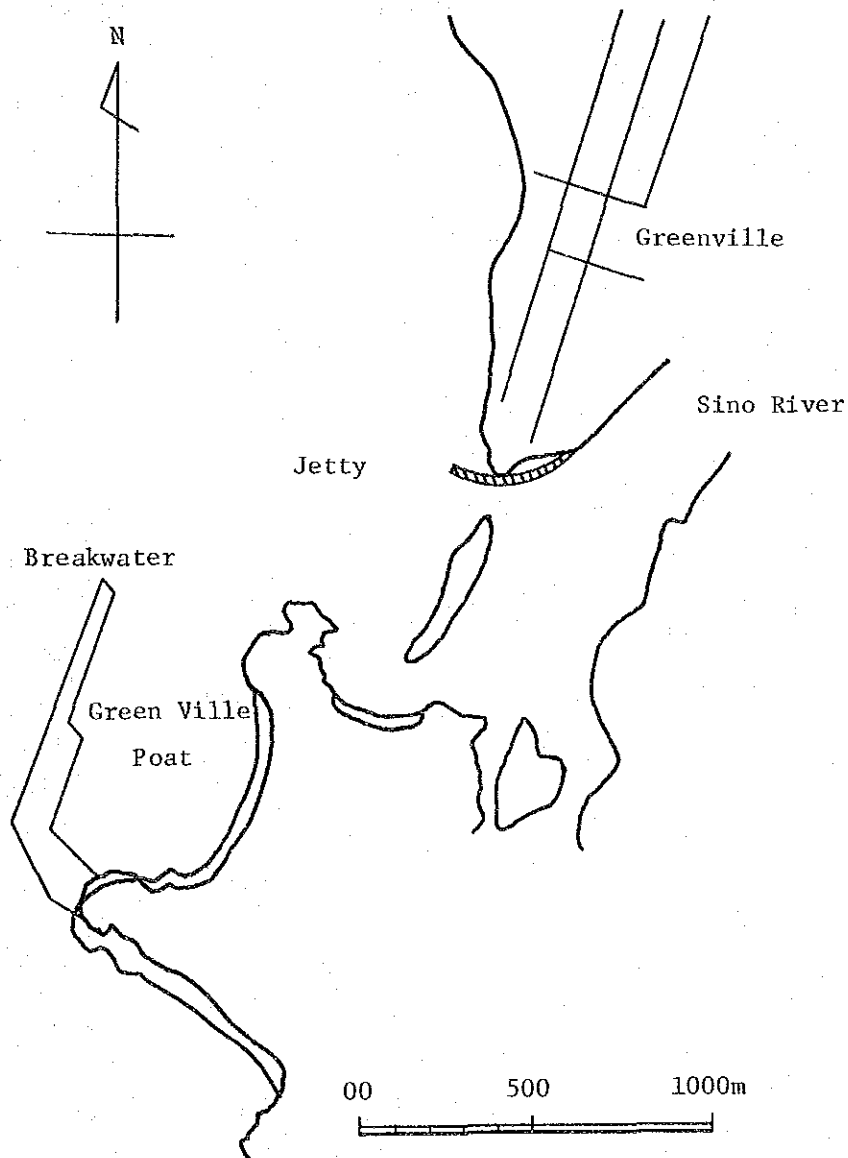 N
Greenville
Sino River
Jetty
Breakwater
Green Ville
Poat
00 500 1000m